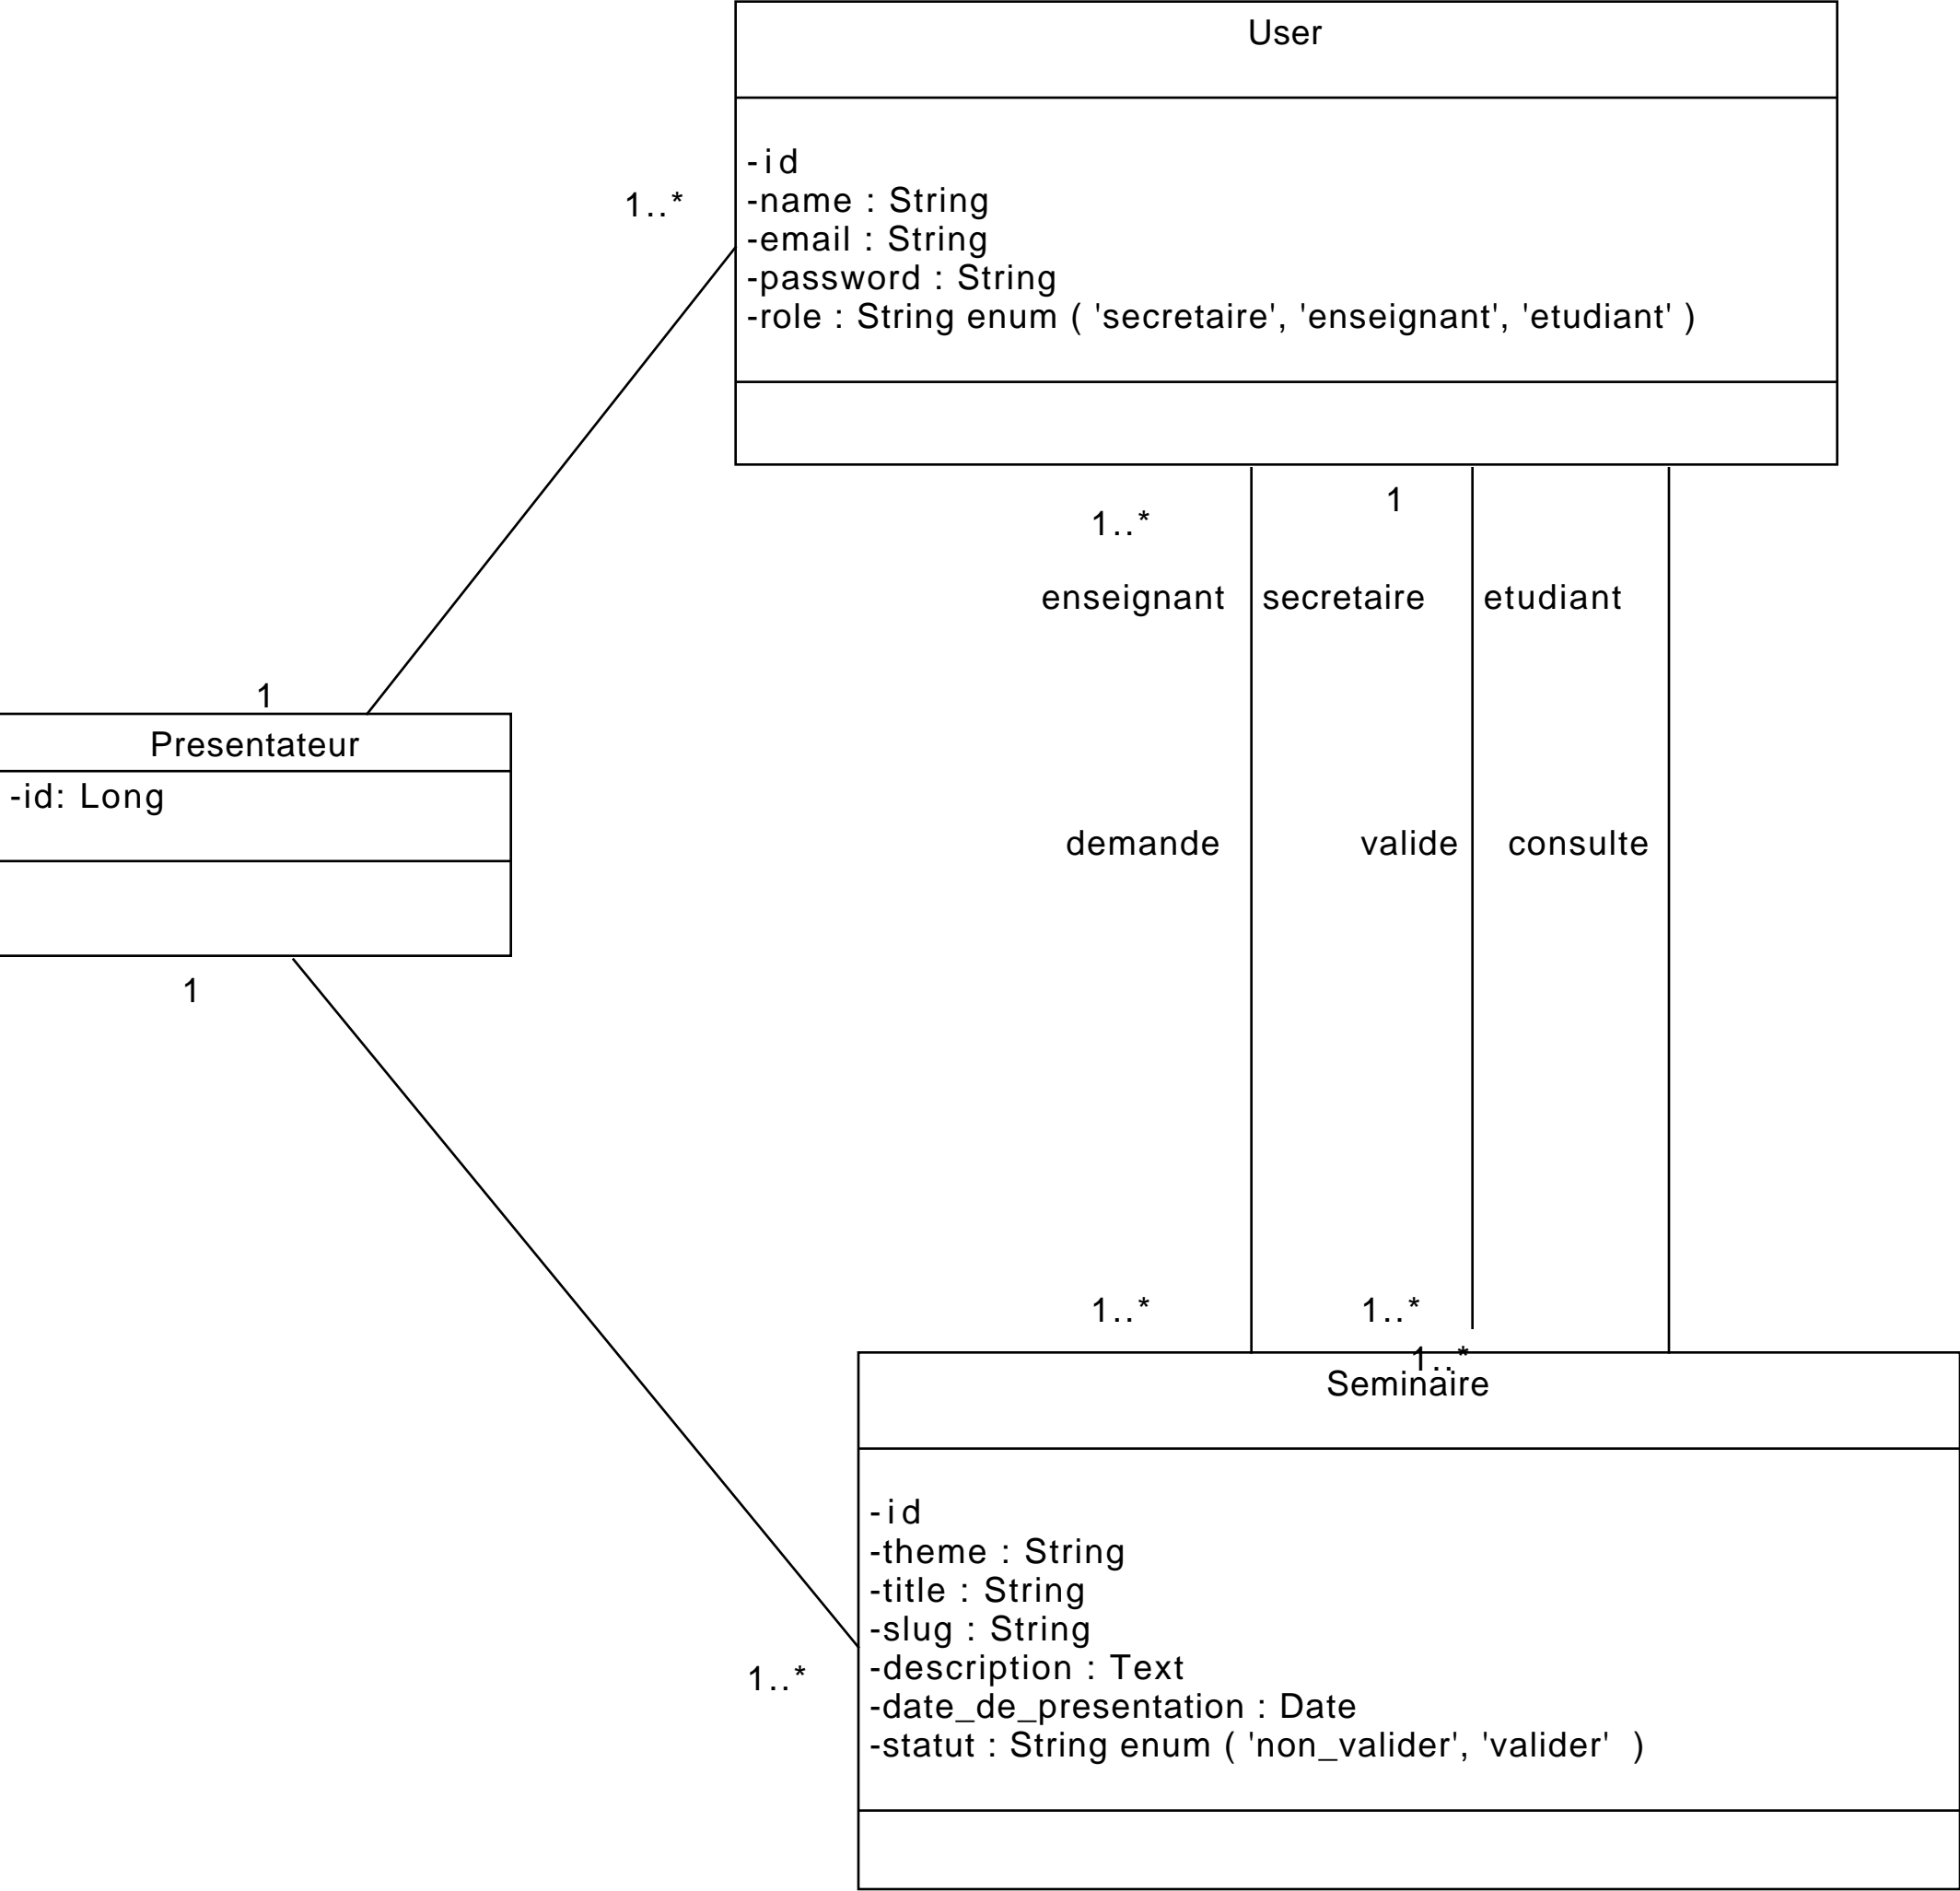 User
-id
-name : String
-email : String
-password : String
-role : String enum ( 'secretaire', 'enseignant', 'etudiant' )
1..*
1
1..*
enseignant
secretaire
etudiant
1
Presentateur
-id: Long
demande
valide
consulte
1
1..*
1..*
1..*
Seminaire
-id
-theme : String
-title : String
-slug : String
-description : Text
-date_de_presentation : Date
-statut : String enum ( 'non_valider', 'valider' )
1..*